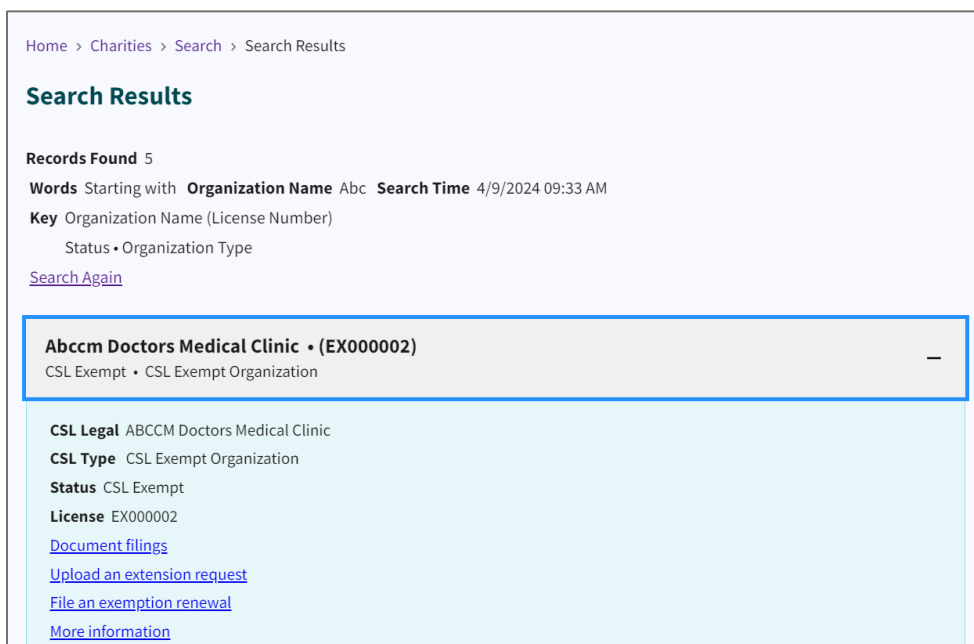 Home > Charities > Search > Search Results
Search Results
Records Found 5
Words Starting with Organization Name Abc Search Time 4/9/2024 09:33 AM
Key Organization Name (License Number)
Status • Organization Type
Search Again
Abccm Doctors Medical Clinic • (EX000002)
CSL Exempt • CSL Exempt Organization
CSL Legal ABCCM Doctors Medical Clinic
CSL Type CSL Exempt Organization
Status CSL Exempt
License EX000002
Document filings
Upload an extension request
File an exemption renewal
More information